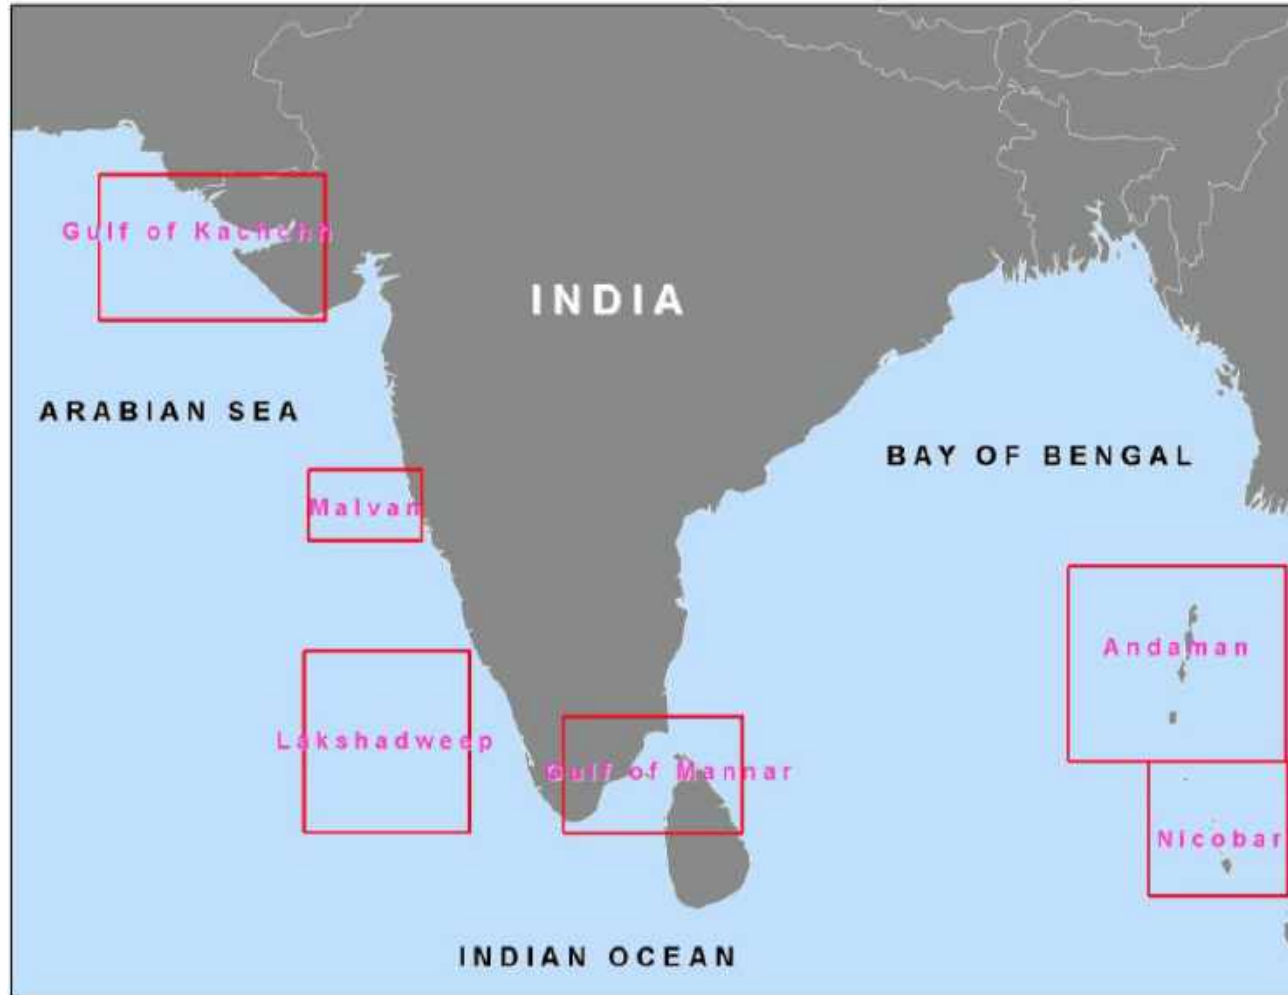 Gulf of Kachchh
INDIA
ARABIAN SEA
BAY OF BENGAL
Malvan
Andaman
Lakshadweep
Gulf of Mannar
Nicobar
INDIAN OCEAN